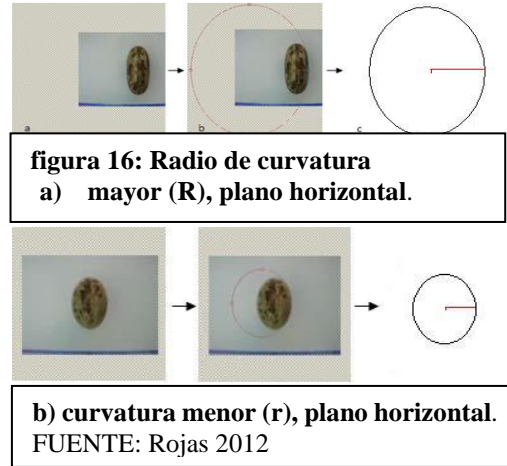 a b c
figura 16: Radio de curvatura
a) mayor (R), plano horizontal.
b) curvatura menor (r), plano horizontal.
FUENTE: Rojas 2012